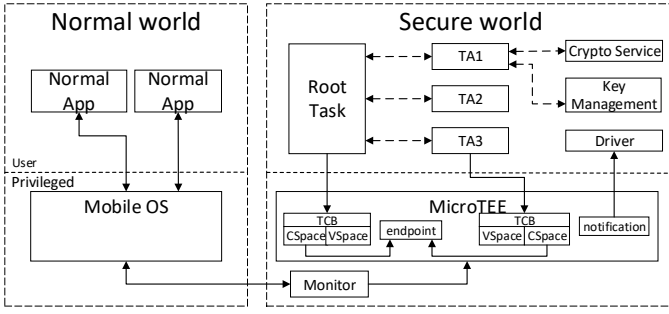 Normal world
Secure world
Normal
App
Normal
App
Root
Task
TA1
TA2
TA3
Crypto Service
Key
Management
Driver
User
Privileged
Mobile OS
MicroTEE
TCB
CSpace VSpace
endpoint
TCB
VSpace CSpace
notification
Monitor